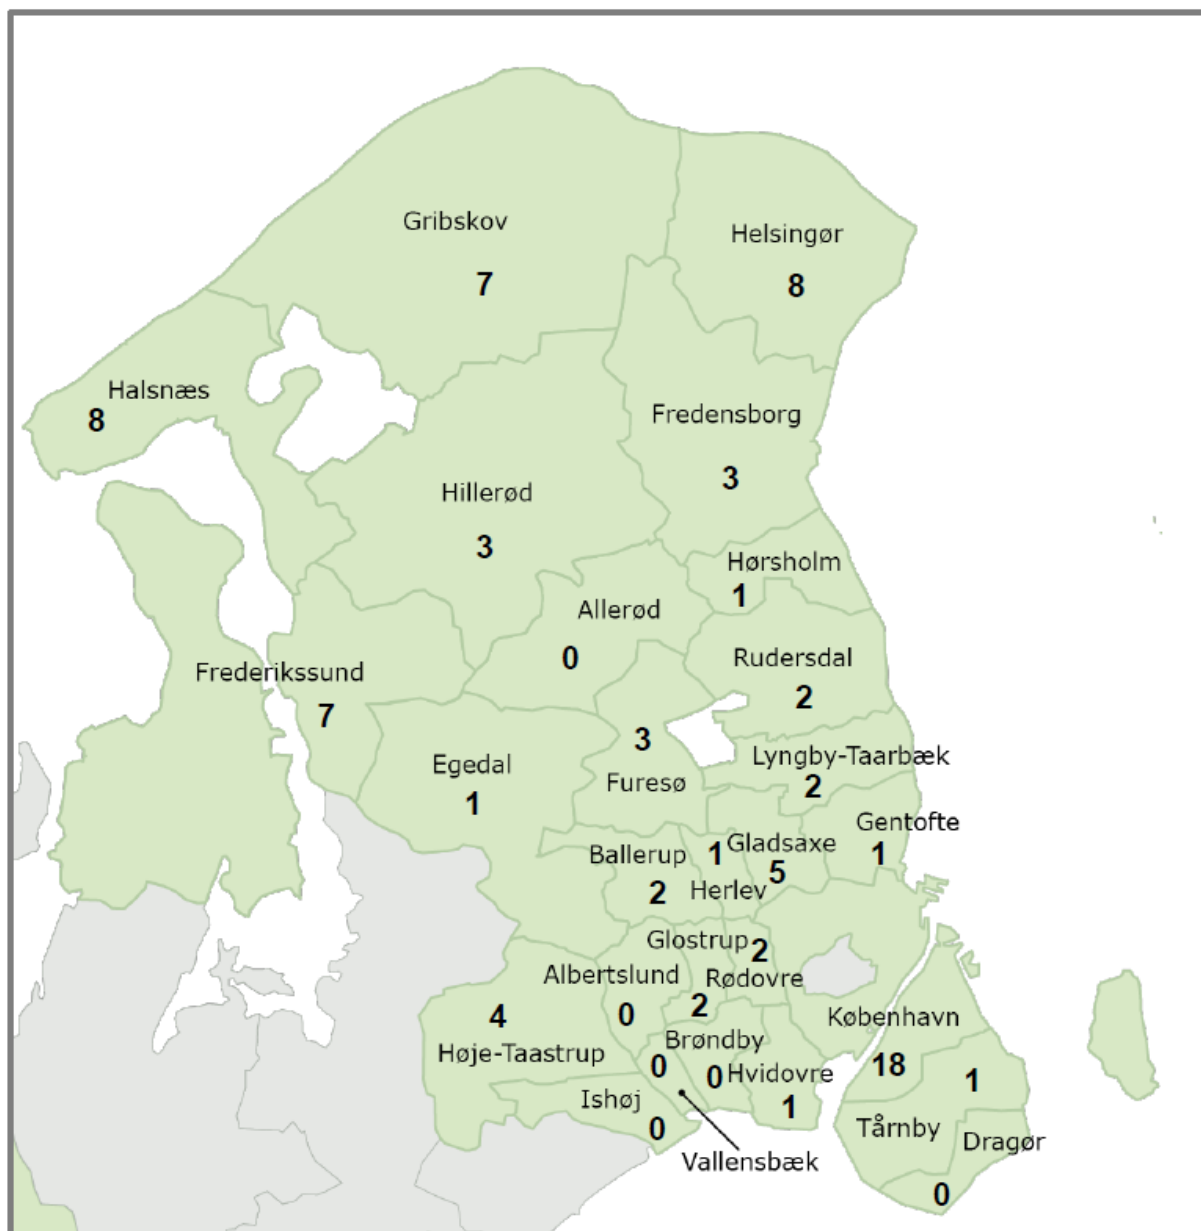 Gribskov
7
Helsingør
8
Halsnæs
8
Fredensborg
3
Hillerød
3
Hørsholm
1
Allerød
0
Rudersdal
2
Frederikssund
7
3
Furesø
Egedal
1
Lyngby-Taarbæk
2
Gentofte
1
Gladsaxe
5
Ballerup
2
1
Herlev
Glostrup
2
Rødovre
2
Albertslund
0
4
Høje-Taastrup
København
18
Brøndby
0
0
Hvidovre
1
Ishøj
0
Vallensbæk
1
Tårnby
Dragør
0